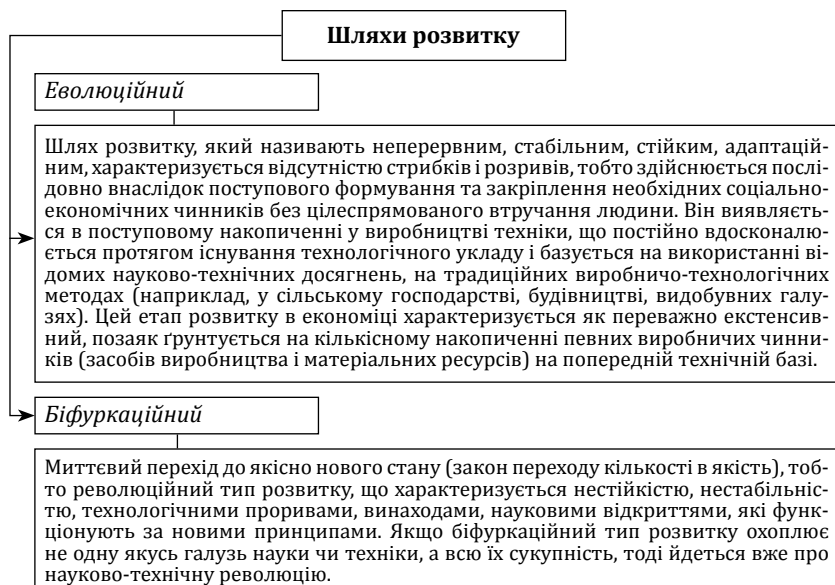 Шляхи розвитку
Еволюційний
Шлях розвитку, який називають неперервним, стабільним, стійким, адаптацій-
ним, характеризується відсутністю стрибків і розривів, тобто здійснюється послі-
довно внаслідок поступового формування та закріплення необхідних соціально-
економічних чинників без цілеспрямованого втручання людини. Він виявляєть-
ся в поступовому накопиченні у виробництві техніки, що постійно вдосконалю-
ється протягом існування технологічного укладу і базується на використанні ві-
домих науково-технічних досягнень, на традиційних виробничо-технологічних
методах (наприклад, у сільському господарстві, будівництві, видобувних галу-
зях). Цей етап розвитку в економіці характеризується як переважно екстенсив-
ний, позаяк ґрунтується на кількісному накопиченні певних виробничих чинни-
ків (засобів виробництва і матеріальних ресурсів) на попередній технічній базі.
Біфуркаційний
Миттєвий перехід до якісно нового стану (закон переходу кількості в якість), тоб-
то революційний тип розвитку, що характеризується нестійкістю, нестабільніс-
тю, технологічними проривами, винаходами, науковими відкриттями, які функ-
ціонують за новими принципами. Якщо біфуркаційний тип розвитку охоплює
не одну якусь галузь науки чи техніки, а всю їх сукупність, тоді йдеться вже про
науково-технічну революцію.